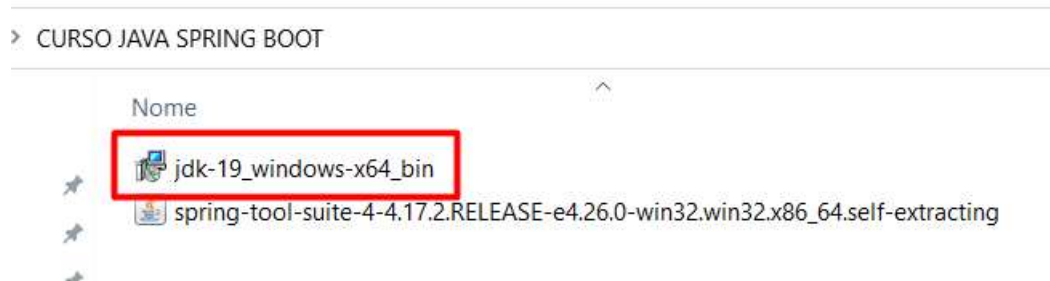 CURSO JAVA SPRING BOOT
Nome
jdk-19_windows-x64_bin
spring-tool-suite-4-4.17.2.RELEASE-e4.26.0-win32.win32.x86_64.self-extracting